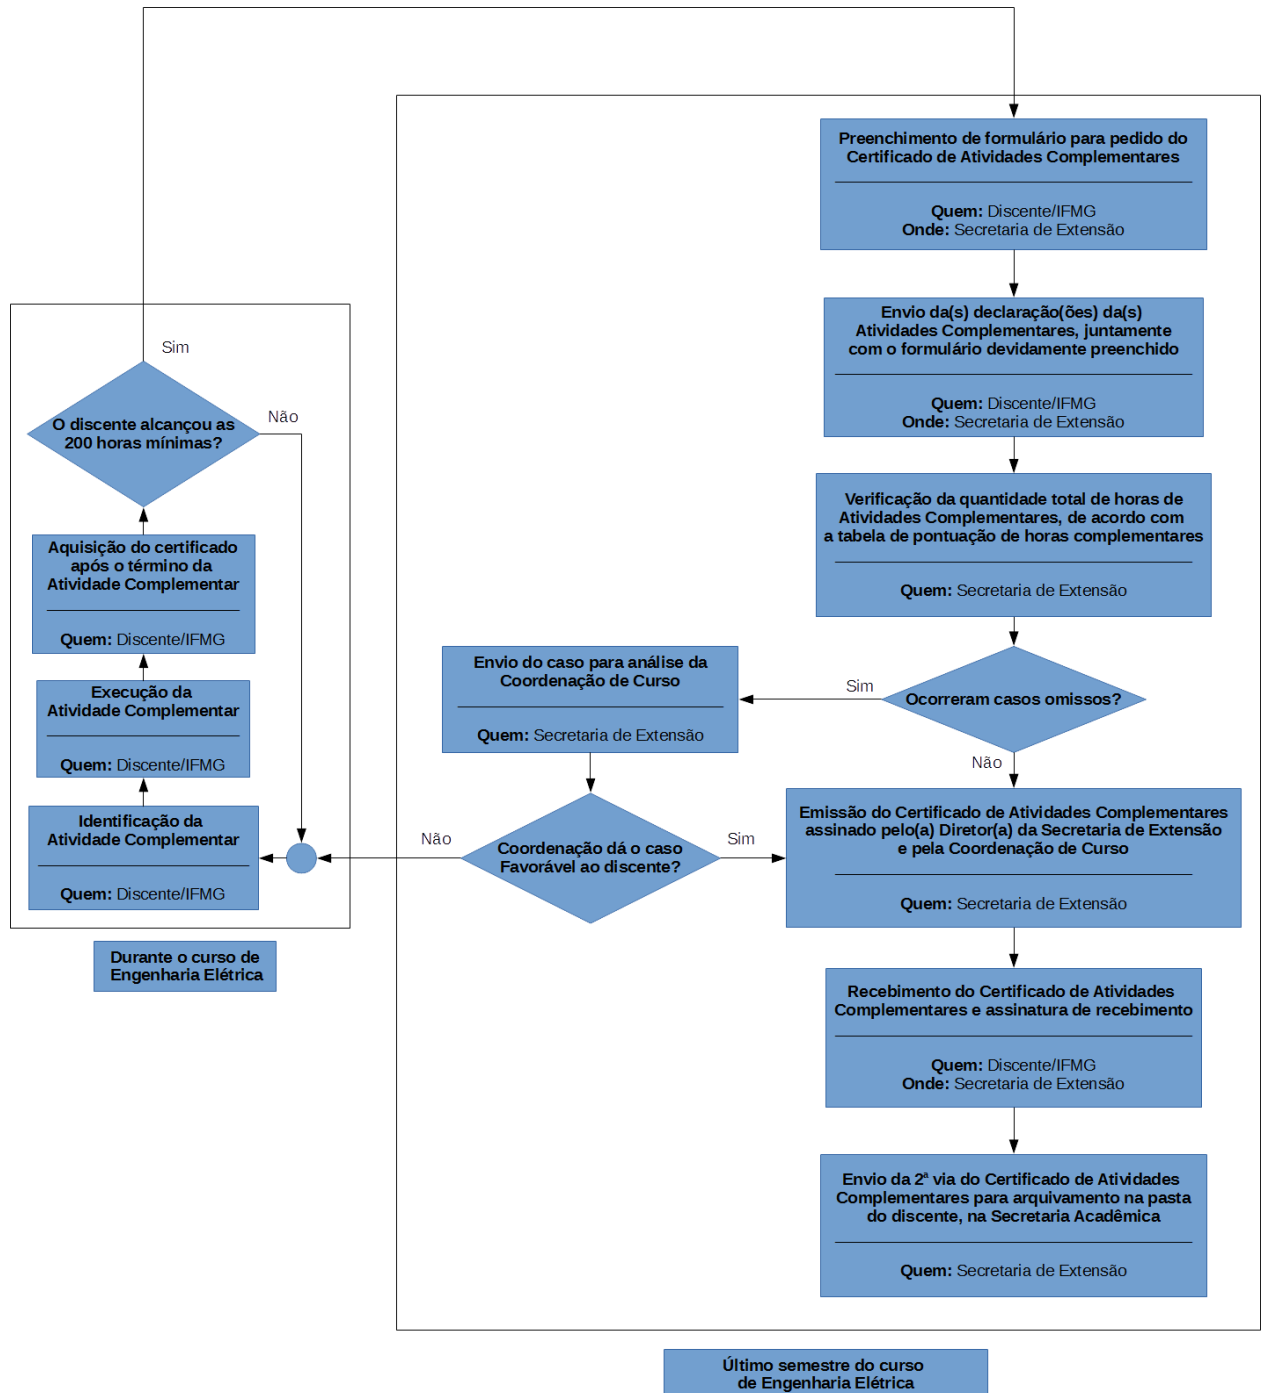 Preenchimento de formulário para pedido do
Certificado de Atividades Complementares
Quem: Discente/IFMG
Onde: Secretaria de Extensão
Envio da(s) declaração(ões) da(s)
Atividades Complementares, juntamente
com o formulário devidamente preenchido
Quem: Discente/IFMG
Onde: Secretaria de Extensão
Verificação da quantidade total de horas de
Atividades Complementares, de acordo com
a tabela de pontuação de horas complementares
Quem: Secretaria de Extensão
Ocorreram casos omissos?
Sim
Não
Envio do caso para análise da
Coordenação de Curso
Quem: Secretaria de Extensão
Coordenação dá o caso
Favorável ao discente?
Não
Sim
Emissão do Certificado de Atividades Complementares
assinado pelo(a) Diretor(a) da Secretaria de Extensão
e pela Coordenação de Curso
Quem: Secretaria de Extensão
Recebimento do Certificado de Atividades
Complementares e assinatura de recebimento
Quem: Discente/IFMG
Onde: Secretaria de Extensão
Envio da 2ª via do Certificado de Atividades
Complementares para arquivamento na pasta
do discente, na Secretaria Acadêmica
Quem: Secretaria de Extensão
Último semestre do curso
de Engenharia Elétrica
Sim
O discente alcançou as
200 horas mínimas?
Não
Aquisição do certificado
após o término da
Atividade Complementar
Quem: Discente/IFMG
Execução da
Atividade Complementar
Quem: Discente/IFMG
Identificação da
Atividade Complementar
Quem: Discente/IFMG
Durante o curso de
Engenharia Elétrica